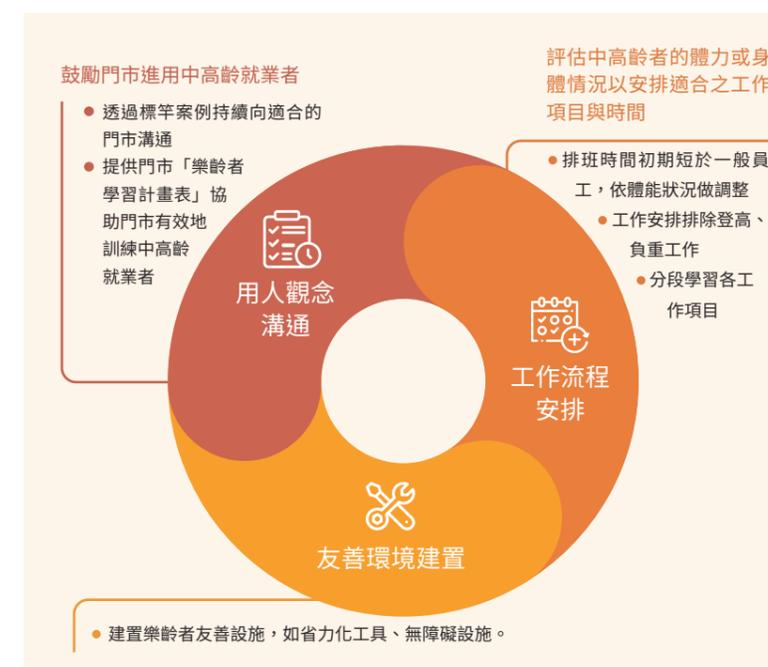 鼓勵門市進用中高齡就業者
透過標竿案例持續向適合的
門市溝通
提供門市「樂齡者
學習計畫表」協
助門市有效地
訓練中高齡
就業者
用人觀念
溝通
評估中高齡者的體力或身
體情況以安排適合之工作
項目與時間
排班時間初期短於一般員
工，依體能狀況做調整
工作安排排除登高、
負重工作
分段學習各工
作項目
工作流程
安排
友善環境建置
建置樂齡者友善設施，如省力化工具、無障礙設施。